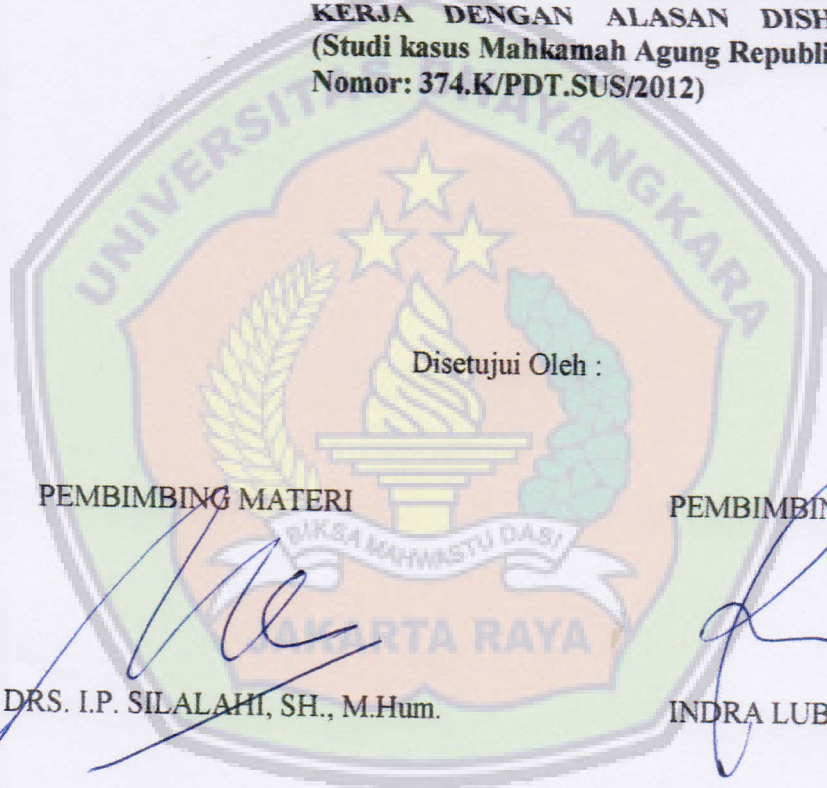 KERJA DENGAN ALASAN DISH
(Studi kasus Mahkamah Agung Republi
Nomor: 374.K/PDT.SUS/2012)
UNIVERSITAS BHAYANGKARA
Disetujui Oleh :
PEMBIMBING MATERI
PEMBIMBIN
BIKSA MAHWASTU DASI
JAKARTA RAYA
DRS. I.P. SILALAHI, SH., M.Hum.
INDRA LUB